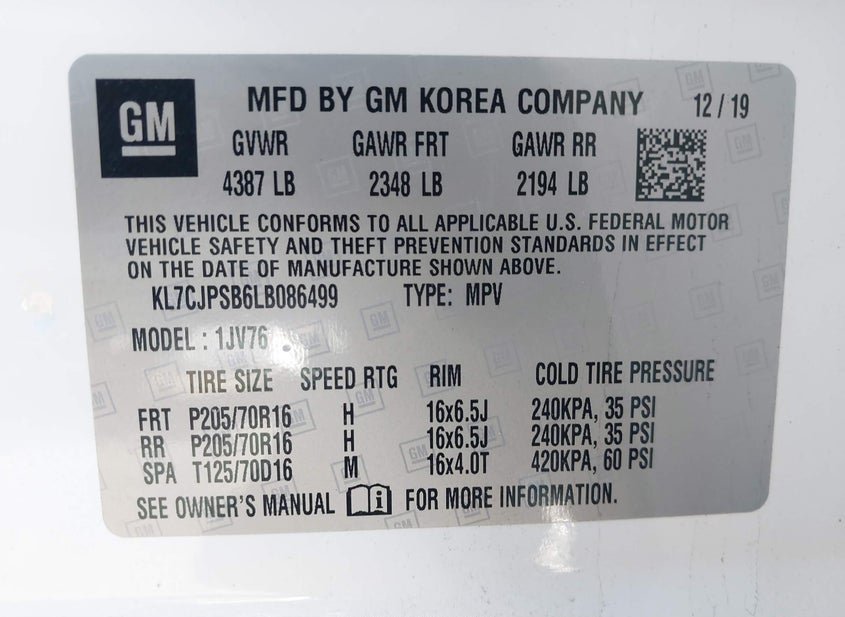 GM
MFD BY GM KOREA COMPANY 12 / 19
GVWR GAWR FRT GAWR RR
4387 LB 2348 LB 2194 LB
THIS VEHICLE CONFORMS TO ALL APPLICABLE U.S. FEDERAL MOTOR
VEHICLE SAFETY AND THEFT PREVENTION STANDARDS IN EFFECT
ON THE DATE OF MANUFACTURE SHOWN ABOVE.
KL7CJPSB6LB086499 TYPE: MPV
MODEL : 1JV76
TIRE SIZE SPEED RTG RIM COLD TIRE PRESSURE
FRT P205/70R16 H 16x6.5J 240KPA, 35 PSI
RR P205/70R16 H 16x6.5J 240KPA, 35 PSI
SPA T125/70D16 M 16x4.0T 420KPA, 60 PSI
SEE OWNER'S MANUAL i FOR MORE INFORMATION.